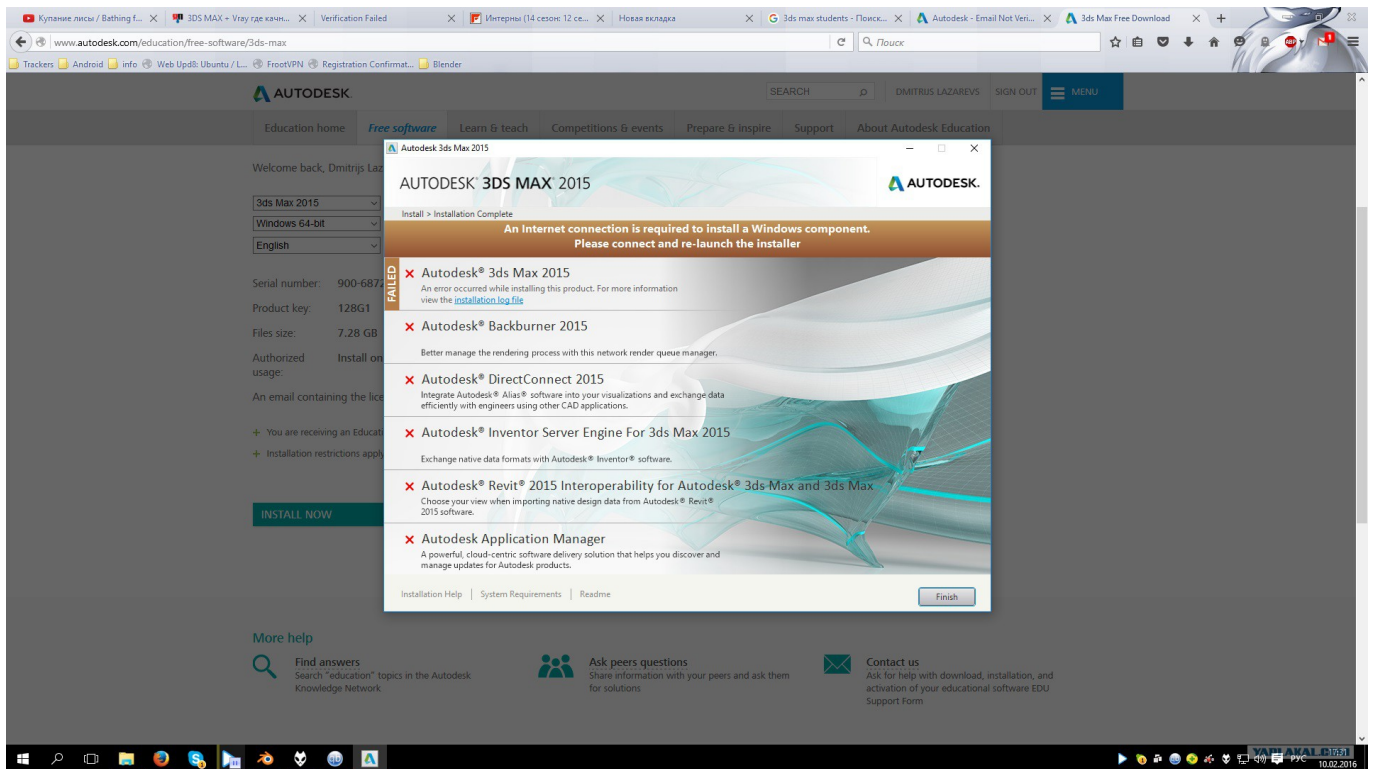 Купание лисы / Bathing f...
3DS MAX + Vray где качн...
Verification Failed
Интерны (14 сезон: 12 се...
Новая вкладка
3ds max students - Поиск...
Autodesk - Email Not Veri...
3ds Max Free Download
www.autodesk.com/education/free-software/3ds-max
Поиск
Trackers
Android
info
Web Upd8: Ubuntu / L...
FrootVPN
Registration Confirmat...
Blender
AUTODESK
SEARCH
DMITRIJS LAZAREVS
SIGN OUT
MENU
Education home
Free software
Learn & teach
Competitions & events
Prepare & inspire
Support
About Autodesk Education
Welcome back, Dmitrijs Laz
3ds Max 2015
Windows 64-bit
English
Serial number: 900-6872
Product key: 128G1
Files size: 7.28 GB
Authorized usage: Install on
An email containing the lice
+ You are receiving an Educati
+ Installation restrictions apply
INSTALL NOW
Autodesk 3ds Max 2015
AUTODESK® 3DS MAX® 2015
AUTODESK.
Install > Installation Complete
An Internet connection is required to install a Windows component.
Please connect and re-launch the installer
FAILED
Autodesk® 3ds Max 2015
An error occurred while installing this product. For more information
view the installation log file
Autodesk® Backburner 2015
Better manage the rendering process with this network render queue manager.
Autodesk® DirectConnect 2015
Integrate Autodesk® Alias® software into your visualizations and exchange data
efficiently with engineers using other CAD applications.
Autodesk® Inventor Server Engine For 3ds Max 2015
Exchange native data formats with Autodesk® Inventor® software.
Autodesk® Revit® 2015 Interoperability for Autodesk® 3ds Max and 3ds Max
Choose your view when importing native design data from Autodesk® Revit®
2015 software.
Autodesk Application Manager
A powerful, cloud-centric software delivery solution that helps you discover and
manage updates for Autodesk products.
Installation Help | System Requirements | Readme
Finish
More help
Find answers
Search "education" topics in the Autodesk
Knowledge Network
Ask peers questions
Share information with your peers and ask them
for solutions
Contact us
Ask for help with download, installation, and
activation of your educational software EDU
Support Form
РУС
10.02.2016